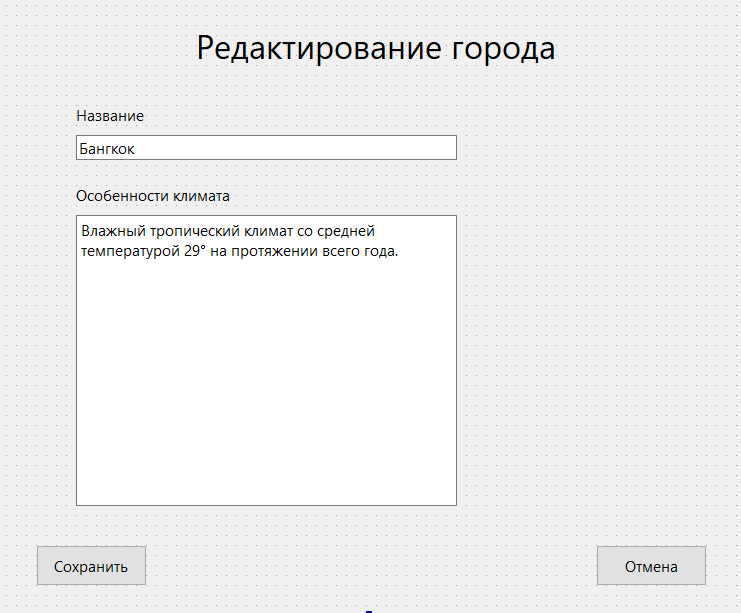 Редактирование города
Название
Бангкок
Особенности климата
Влажный тропический климат со средней
температурой 29° на протяжении всего года.
Сохранить
Отмена